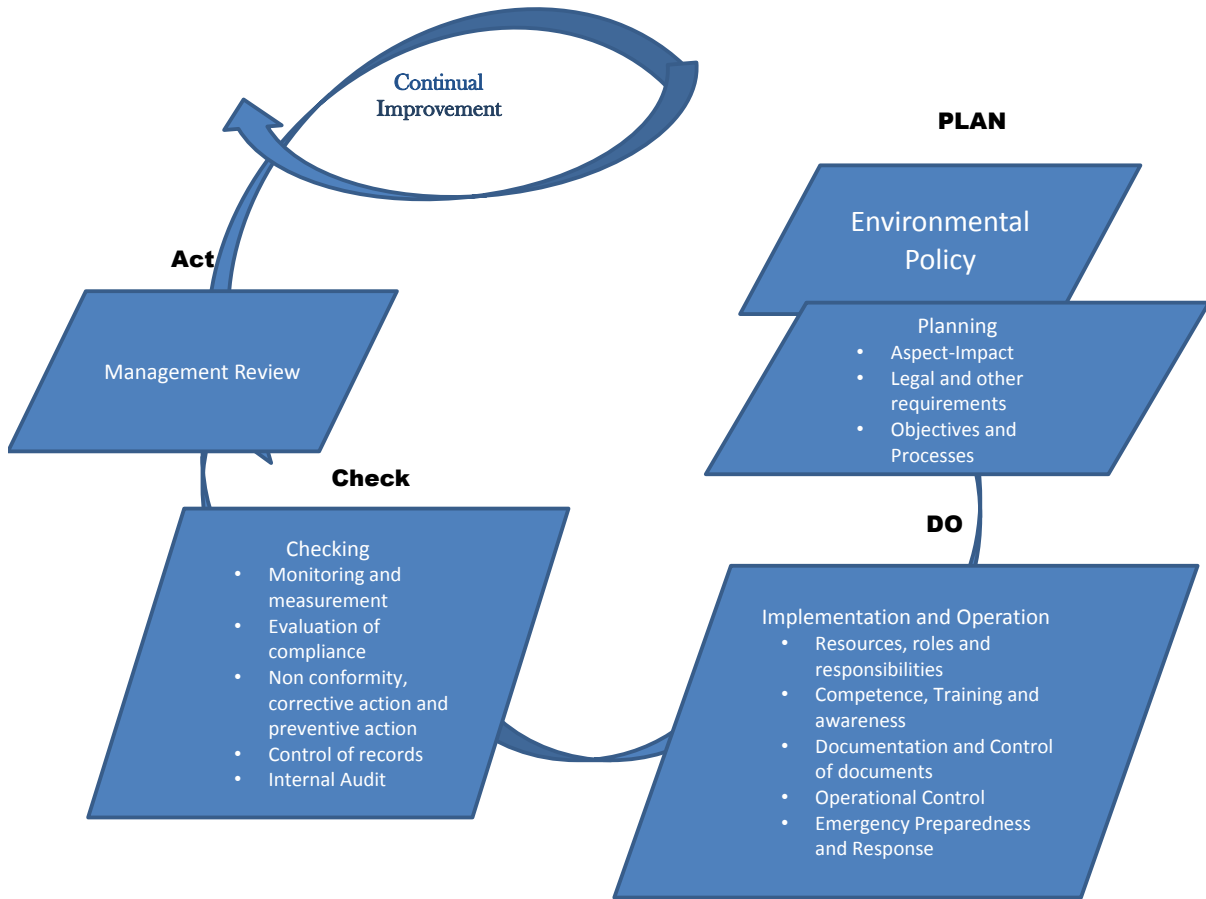 Continual
Improvement
PLAN
Environmental
Policy
Planning
• Aspect-Impact
• Legal and other
requirements
• Objectives and
Processes
DO
Implementation and Operation
• Resources, roles and
responsibilities
• Competence, Training and
awareness
• Documentation and Control
of documents
• Operational Control
• Emergency Preparedness
and Response
Check
Checking
• Monitoring and
measurement
• Evaluation of
compliance
• Non conformity,
corrective action and
preventive action
• Control of records
• Internal Audit
Act
Management Review